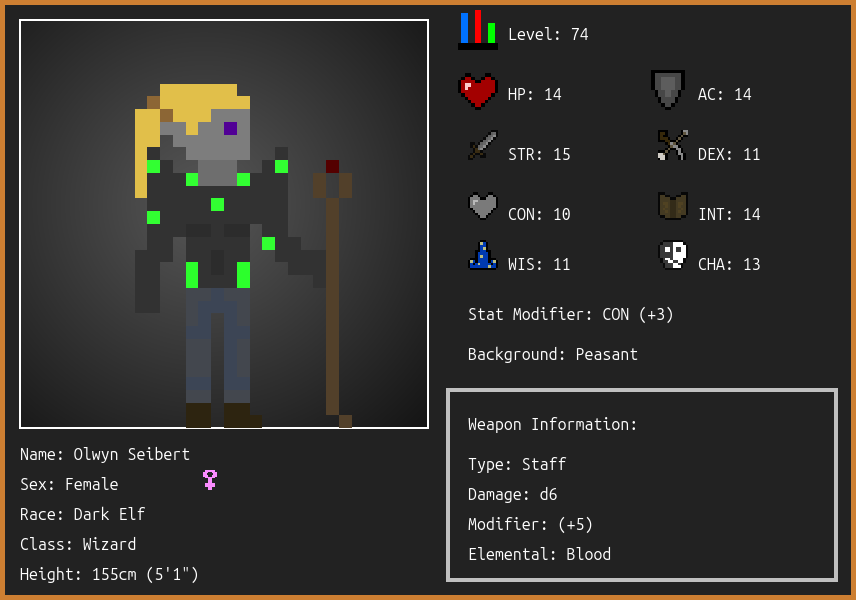 Level: 74
HP: 14
AC: 14
STR: 15
DEX: 11
CON: 10
INT: 14
WIS: 11
CHA: 13
Stat Modifier: CON (+3)
Background: Peasant
Weapon Information:
Type: Staff
Damage: d6
Modifier: (+5)
Elemental: Blood
Name: Olwyn Seibert
Sex: Female
Race: Dark Elf
Class: Wizard
Height: 155cm (5'1")